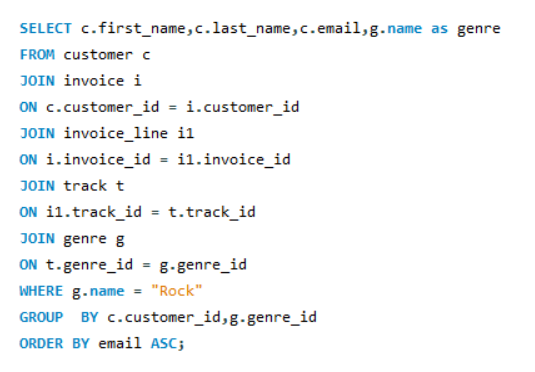 SELECT c.first_name,c.last_name,c.email,g.name as genre
FROM customer c
JOIN invoice i
ON c.customer_id = i.customer_id
JOIN invoice_line i1
ON i.invoice_id = i1.invoice_id
JOIN track t
ON i1.track_id = t.track_id
JOIN genre g
ON t.genre_id = g.genre_id
WHERE g.name = "Rock"
GROUP  BY c.customer_id,g.genre_id
ORDER BY email ASC;